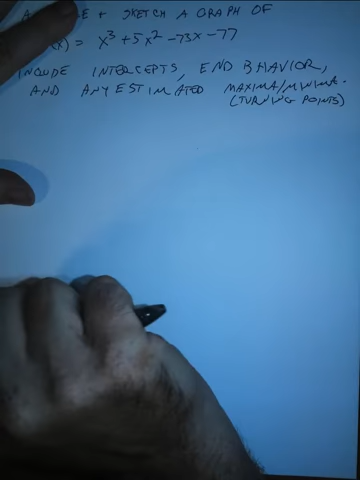 + SKETCH A GRAPH OF
(x) = x³ + 5x² - 73x - 77
INCLUDE INTERCEPTS, END BEHAVIOR,
AND ANY ESTIMATED MAXIMA/MINIMA.
(TURNING POINTS)